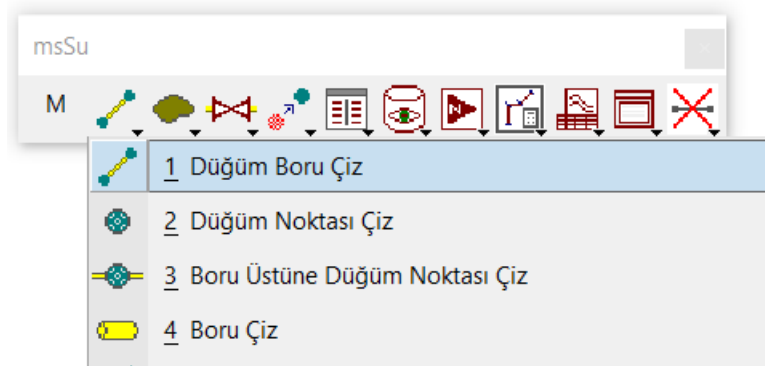 msSu
M
1 Düğüm Boru Çiz
2 Düğüm Noktası Çiz
3 Boru Üstüne Düğüm Noktası Çiz
4 Boru Çiz